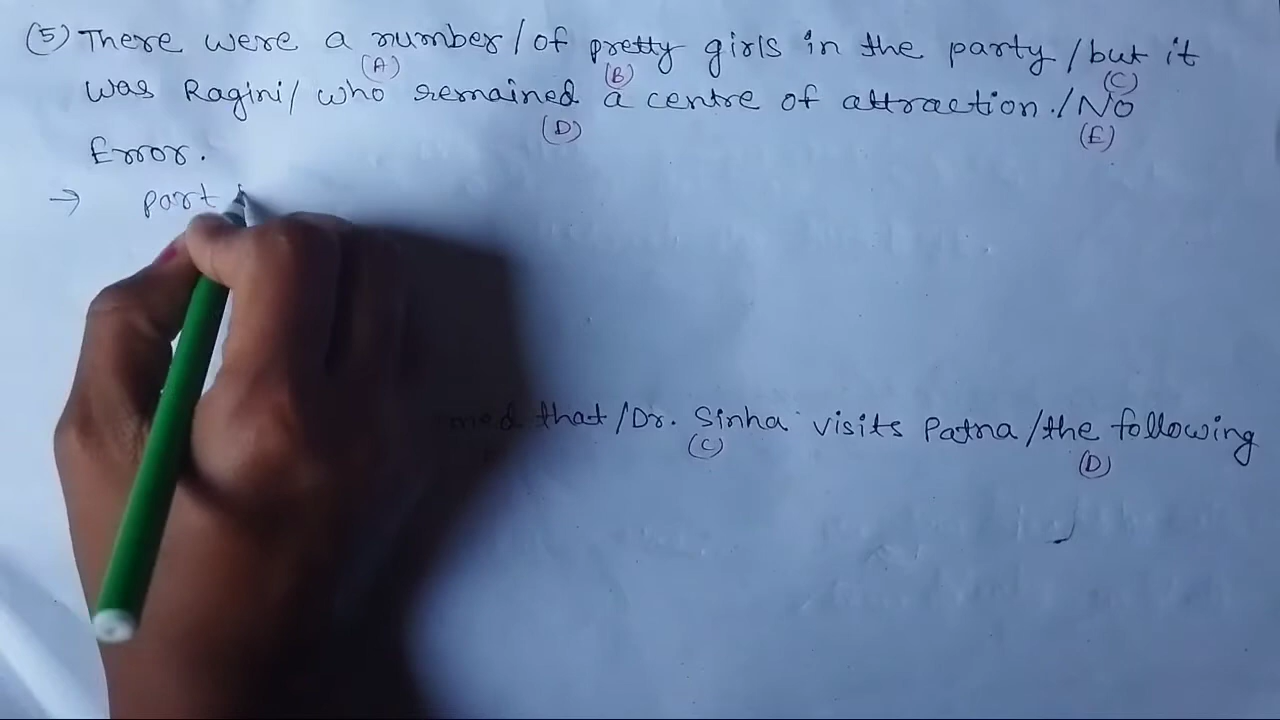 (5) There were a number / of pretty girls in the party / but it
(A) (B) (C)
was Ragini / who remained a centre of attraction. / No
(D) (E)
Error.
→ part
that / Dr. Sinha visits Patna / the following
(C) (D)